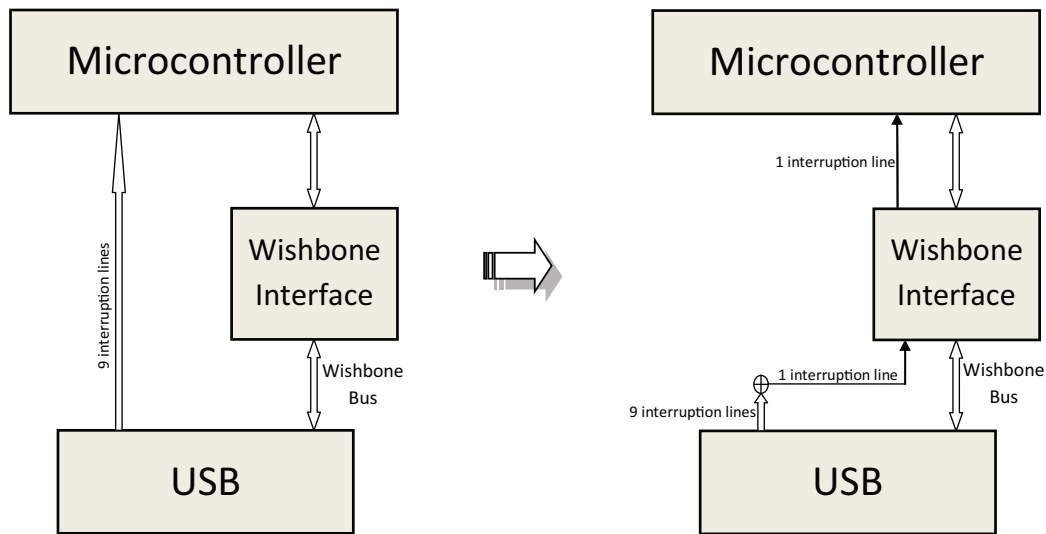 Microcontroller
9 interruption lines
Wishbone
Interface
Wishbone
Bus
USB
Microcontroller
1 interruption line
Wishbone
Interface
1 interruption line
9 interruption lines
Wishbone
Bus
USB